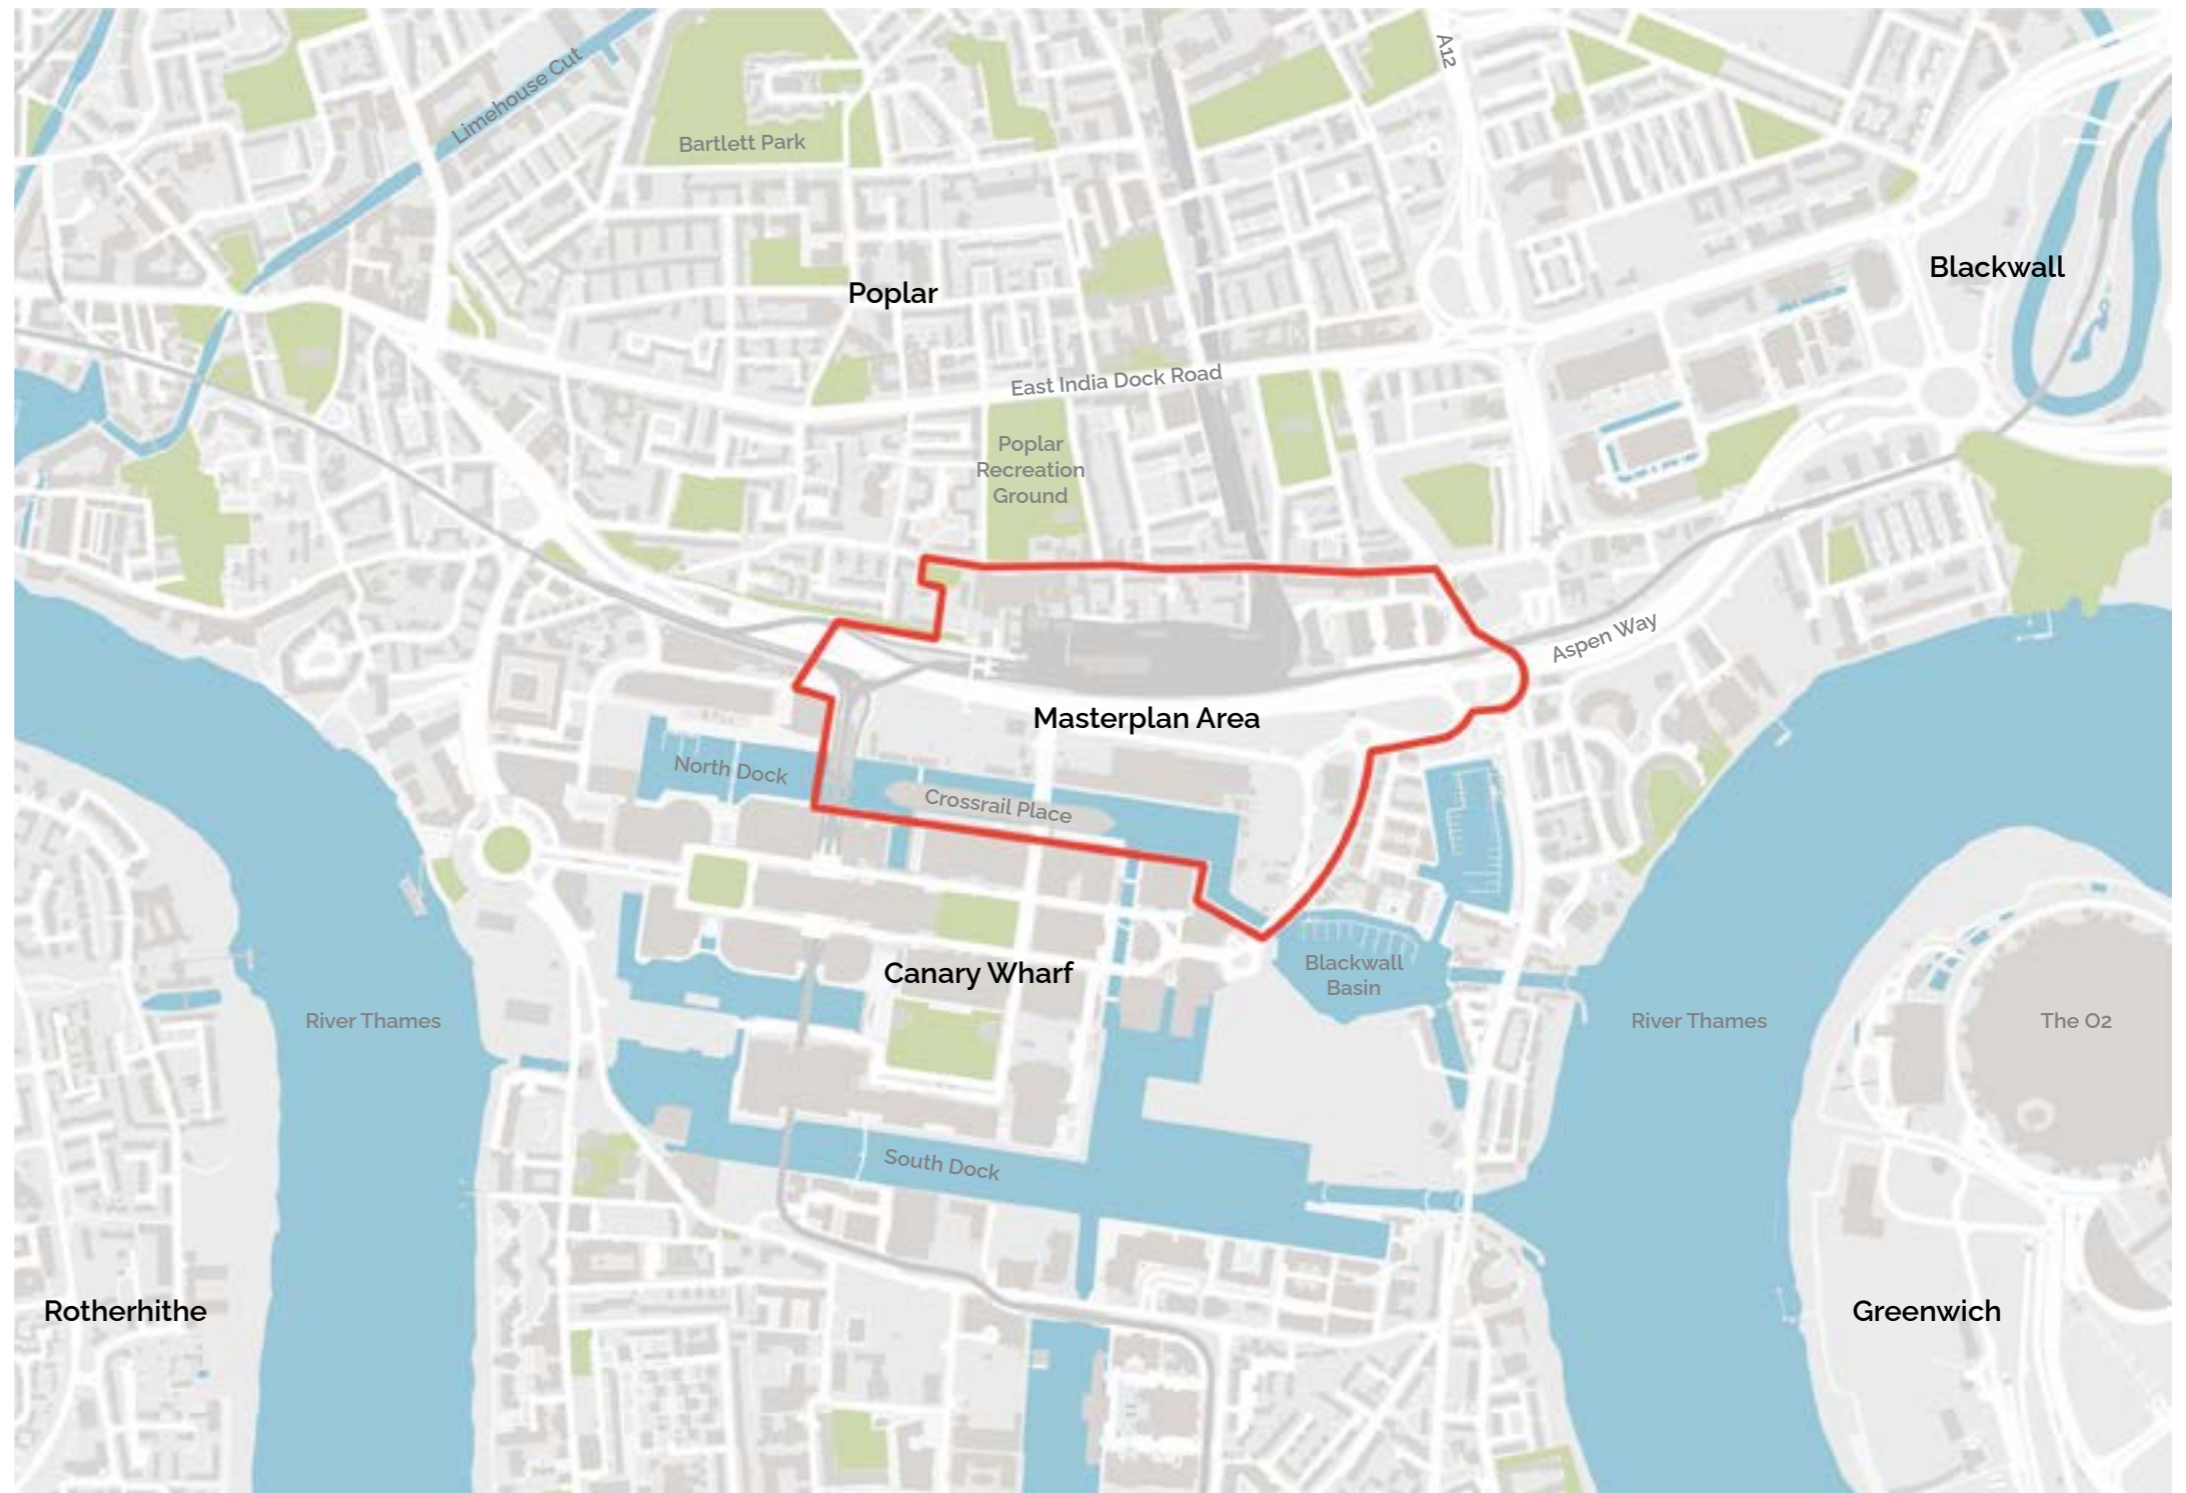 A12
Limehouse Cut
Bartlett Park
Blackwall
Poplar
East India Dock Road
Poplar
Recreation
Ground
Aspen Way
Masterplan Area
North Dock
Crossrail Place
Canary Wharf
Blackwall
Basin
River Thames
River Thames
The O2
South Dock
Rotherhithe
Greenwich